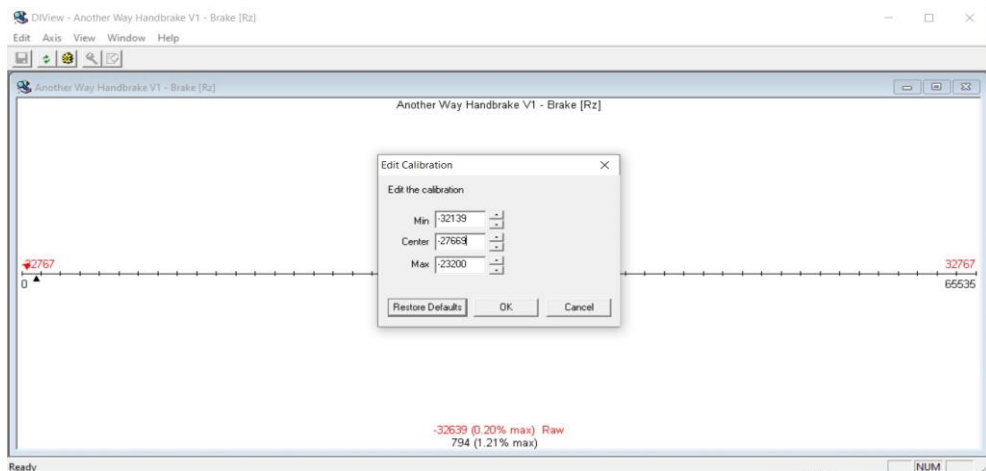 DIView - Another Way Handbrake V1 - Brake [Rz]
Edit Axis View Window Help
Another Way Handbrake V1 - Brake [Rz]
Another Way Handbrake V1 - Brake [Rz]
Edit Calibration
Edit the calibration
Min -32139
Center -27669
Max -23200
-32767 32767
0 65535
Restore Defaults OK Cancel
-32639 (0.20% max) Raw
794 (1.21% max)
Ready NUM